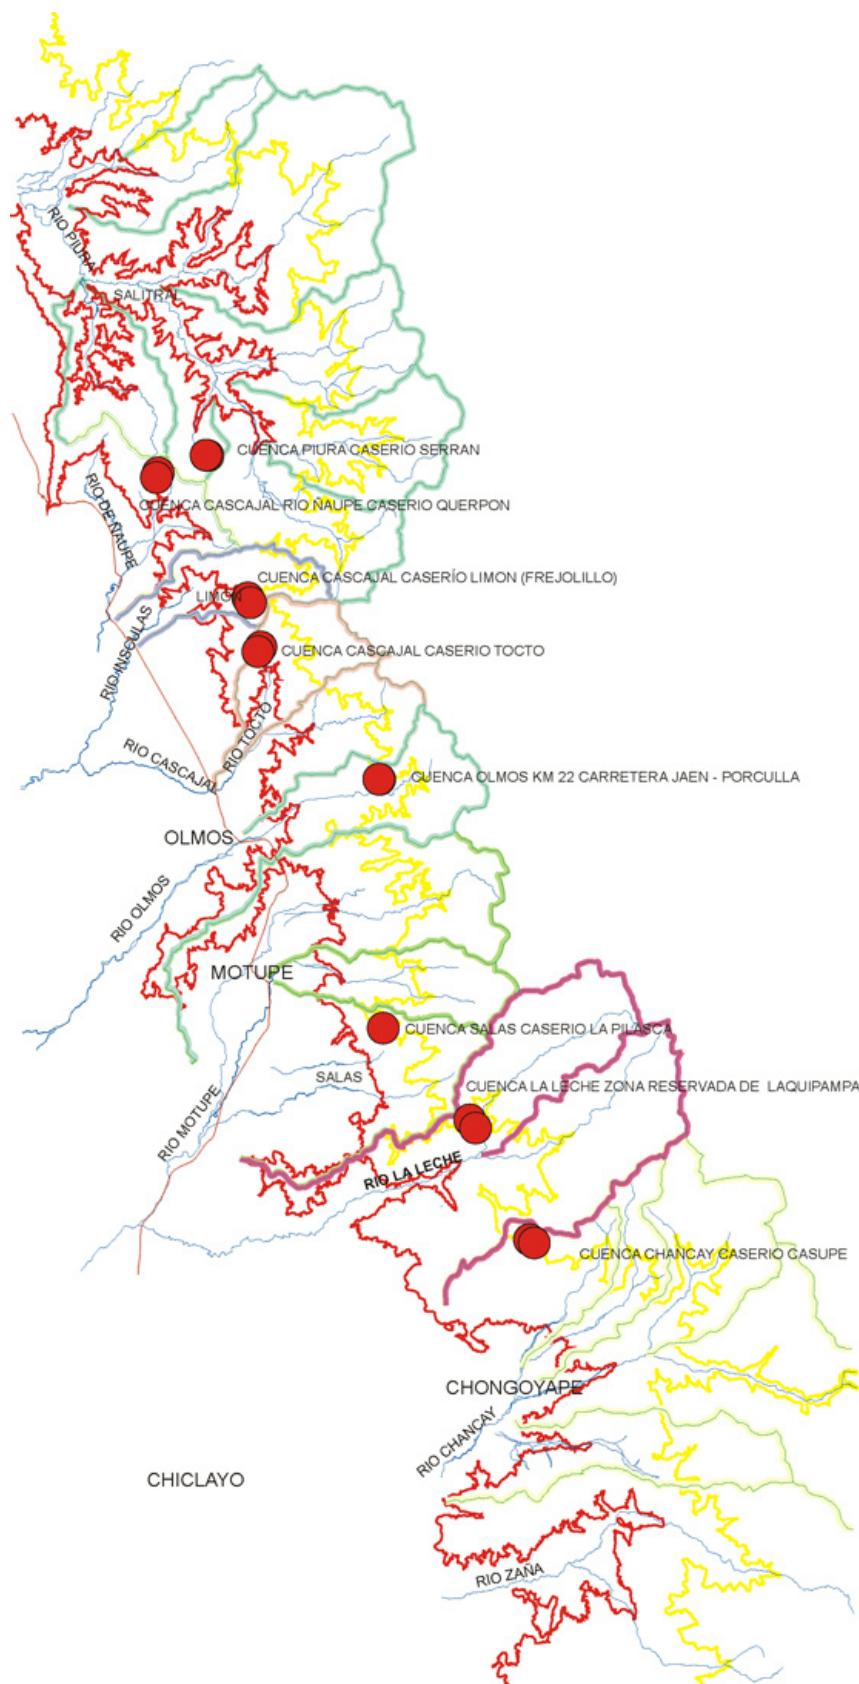 RIO PIURA
SALITRAL
CUENCA PIURA CASERIO SERRAN
CUENCA CASCAJAL RIO ÑAUPE CASERIO QUERPON
RIO DE ÑAUPE
CUENCA CASCAJAL CASERÍO LIMON (FREJOLILLO)
LIMON
RIO INSCULAS
CUENCA CASCAJAL CASERIO TOCTO
RIO TOCTO
RIO CASCAJAL
CUENCA OLMOS KM 22 CARRETERA JAEN - PORCULLA
OLMOS
RIO OLMOS
MOTUPE
CUENCA SALAS CASERIO LA PILASCA
SALAS
CUENCA LA LECHE ZONA RESERVADA DE LAQUIPAMPA
RIO MOTUPE
RIO LA LECHE
CUENCA CHANCAY CASERIO CASUPE
CHONGOYAPE
RIO CHANCAY
CHICLAYO
RIO ZAÑA